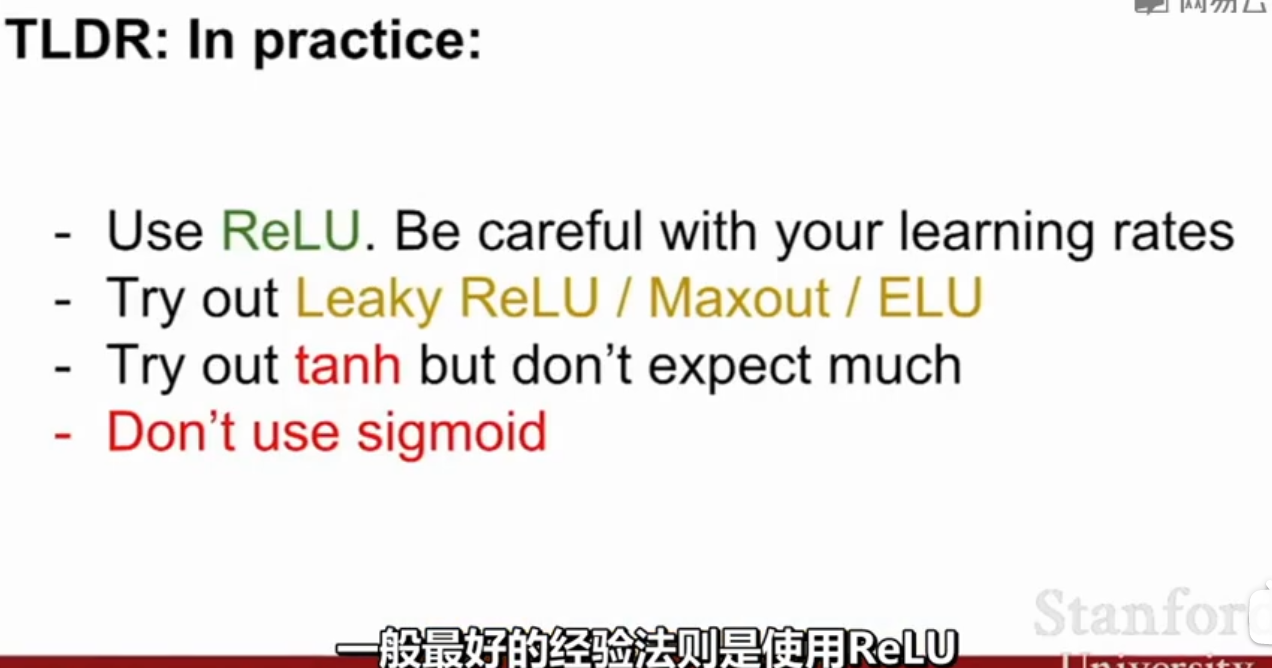 网易云
TLDR: In practice:
- Use ReLU. Be careful with your learning rates
- Try out Leaky ReLU / Maxout / ELU
- Try out tanh but don’t expect much
- Don’t use sigmoid
Stanford
University
一般最好的经验法则是使用ReLU